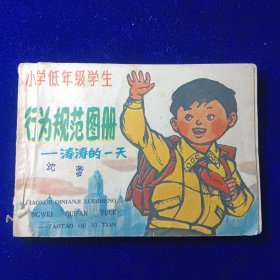 小学低年级学生
行为规范图册
——涛涛的一天
沈
XIAOXUE DINIANJI XUESHENG
XINGWEI GUIFAN TUCE
——TAOTAO DE YI TIAN